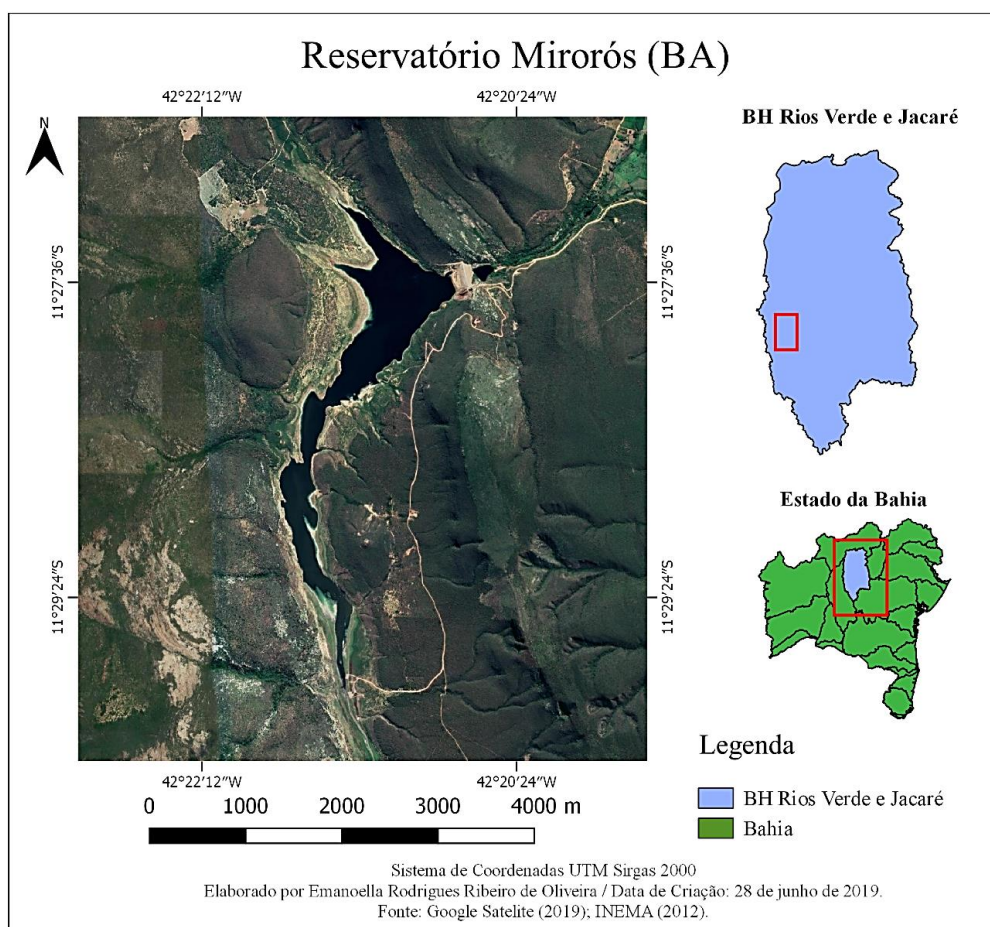 Reservatório Mirorós (BA)
42°22′12″W
42°20′24″W
N
11°27′36″S
11°27′36″S
11°29′24″S
11°29′24″S
42°22′12″W
42°20′24″W
0 1000 2000 3000 4000 m
BH Rios Verde e Jacaré
Estado da Bahia
Legenda
BH Rios Verde e Jacaré
Bahia
Sistema de Coordenadas UTM Sirgas 2000
Elaborado por Emanoella Rodrigues Ribeiro de Oliveira / Data de Criação: 28 de junho de 2019.
Fonte: Google Satelite (2019); INEMA (2012).